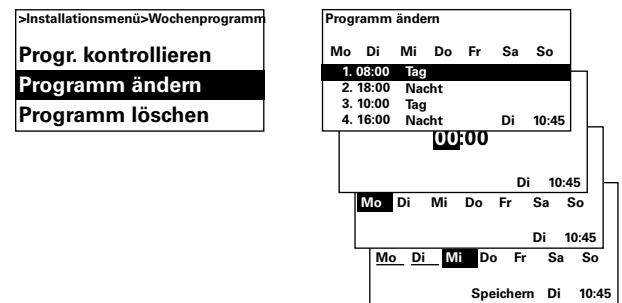 >Installationsmenü>Wochenprogramm
Progr. kontrollieren
Programm ändern
Programm löschen
Programm ändern
Mo Di Mi Do Fr Sa So
1. 08:00 Tag
2. 18:00 Nacht
3. 10:00 Tag
4. 16:00 Nacht Di 10:45
00:00
Di 10:45
Mo Di Mi Do Fr Sa So
Di 10:45
Mo Di Mi Do Fr Sa So
Speichern Di 10:45